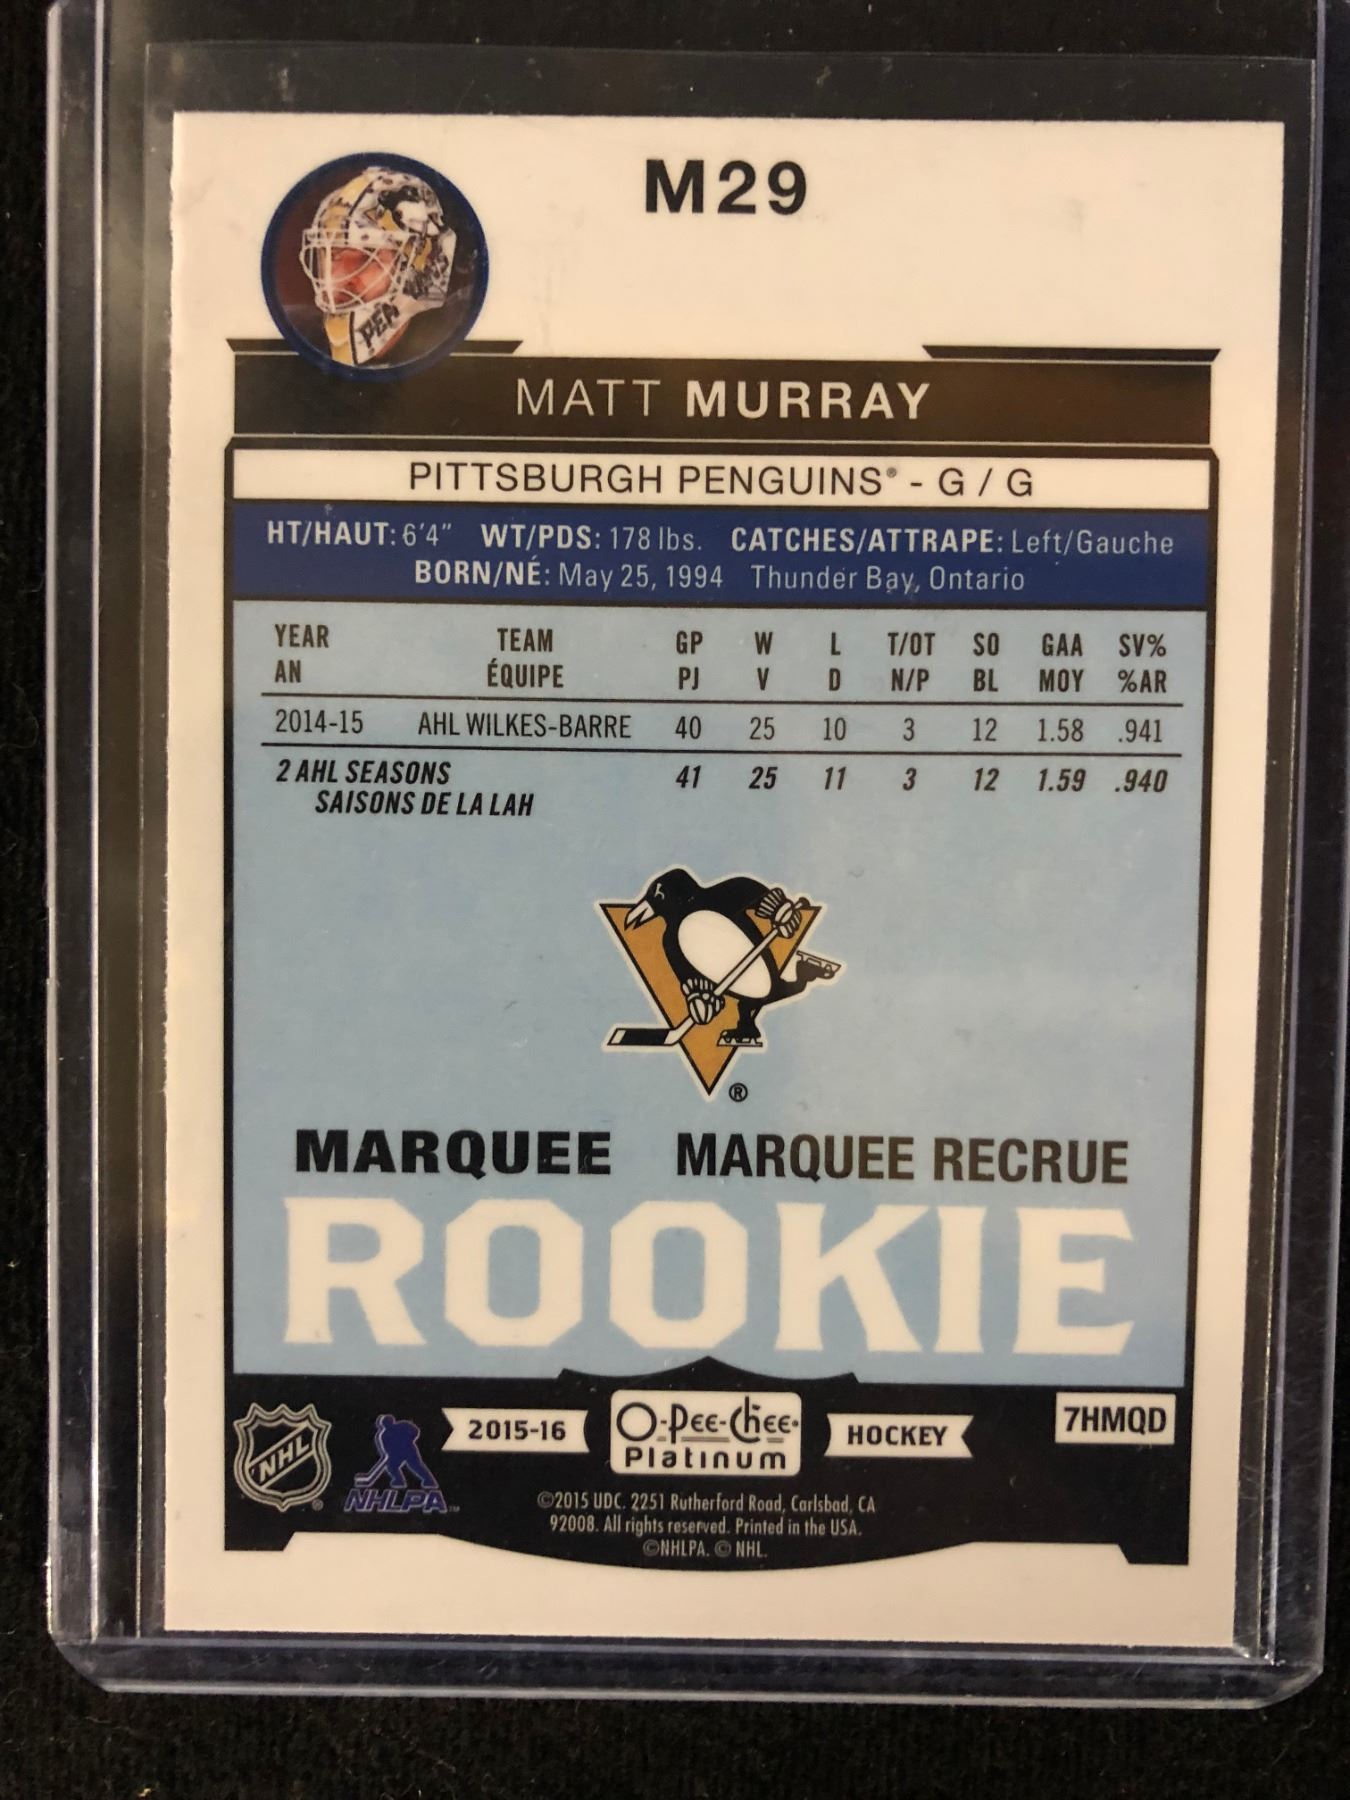 M29
PEN
MATT MURRAY
PITTSBURGH PENGUINS® - G / G
HT/HAUT: 6'4" WT/PDS: 178 lbs. CATCHES/ATTRAPE: Left/Gauche
BORN/NÉ: May 25, 1994 Thunder Bay, Ontario
YEAR TEAM GP W L T/OT SO GAA SV%
AN ÉQUIPE PJ V D N/P BL MOY %AR
2014-15 AHL WILKES-BARRE 40 25 10 3 12 1.58 .941
2 AHL SEASONS 41 25 11 3 12 1.59 .940
SAISONS DE LA LAH
®
MARQUEE MARQUEE RECRUE
ROOKIE
NHL ® NHLPA ™ 2015-16 O-Pee-Chee® HOCKEY 7HMQD
Platinum
©2015 UDC. 2251 Rutherford Road, Carlsbad, CA
92008. All rights reserved. Printed in the USA.
©NHLPA. © NHL.